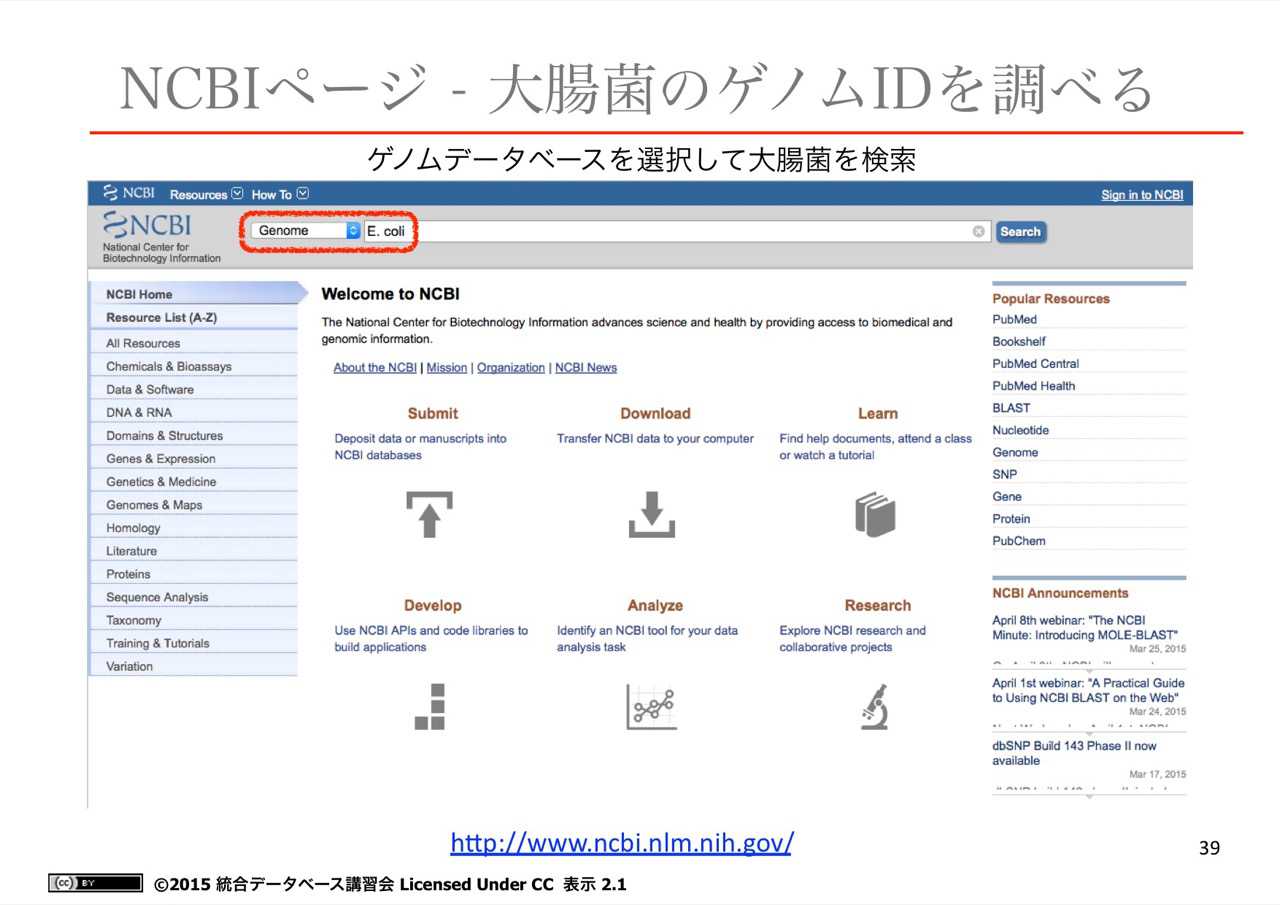 NCBIページ - 大腸菌のゲノムIDを調べる
ゲノムデータベースを選択して大腸菌を検索
NCBI Resources How To Sign in to NCBI
NCBI
National Center for
Biotechnology Information
Genome E. coli Search
NCBI Home
Resource List (A-Z)
All Resources
Chemicals & Bioassays
Data & Software
DNA & RNA
Domains & Structures
Genes & Expression
Genetics & Medicine
Genomes & Maps
Homology
Literature
Proteins
Sequence Analysis
Taxonomy
Training & Tutorials
Variation
Welcome to NCBI
The National Center for Biotechnology Information advances science and health by providing access to biomedical and
genomic information.
About the NCBI | Mission | Organization | NCBI News
Submit
Deposit data or manuscripts into
NCBI databases
Download
Transfer NCBI data to your computer
Learn
Find help documents, attend a class
or watch a tutorial
Develop
Use NCBI APIs and code libraries to
build applications
Analyze
Identify an NCBI tool for your data
analysis task
Research
Explore NCBI research and
collaborative projects
Popular Resources
PubMed
Bookshelf
PubMed Central
PubMed Health
BLAST
Nucleotide
Genome
SNP
Gene
Protein
PubChem
NCBI Announcements
April 8th webinar: "The NCBI
Minute: Introducing MOLE-BLAST"
Mar 25, 2015
April 1st webinar: "A Practical Guide
to Using NCBI BLAST on the Web"
Mar 24, 2015
dbSNP Build 143 Phase II now
available
Mar 17, 2015
http://www.ncbi.nlm.nih.gov/
39
cc BY ©2015 統合データベース講習会 Licensed Under CC 表示 2.1